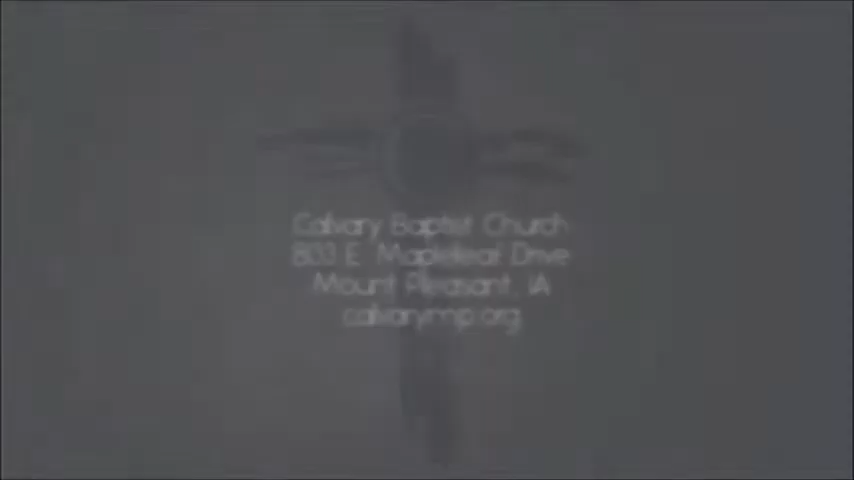 Calvary Baptist Church
803 E. Mapleleaf Drive
Mount Pleasant, IA
calvarymp.org